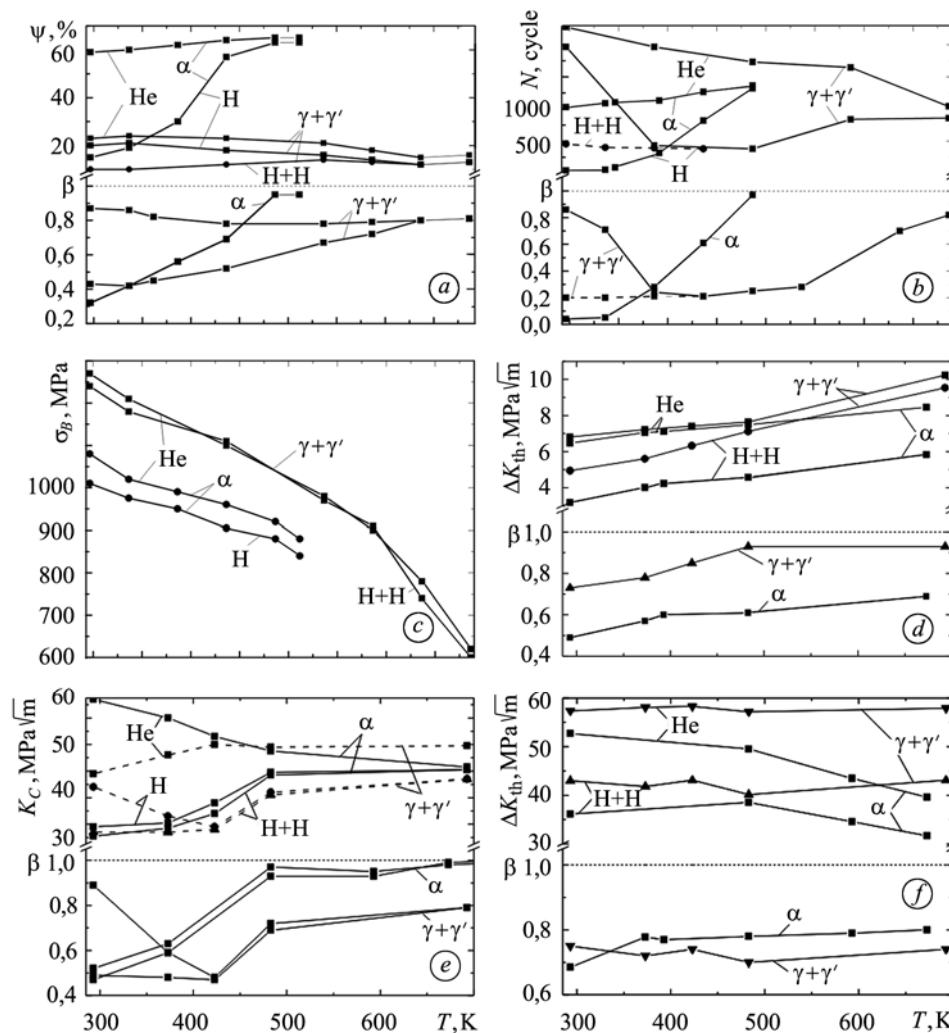 ψ, %
60
40
20
β
0,8
0,6
0,4
0,2
He
α
H
γ+γ′
H+H
α
γ+γ′
a
N, cycle
1000
500
β
0,8
0,6
0,4
0,2
0,0
He
α
γ+γ′
H+H
H
γ+γ′
α
b
σB, MPa
1000
900
800
700
600
He
α
H
γ+γ′
H+H
c
ΔKth, MPa√m
10
8
6
4
β 1,0
0,8
0,6
0,4
He
γ+γ′
α
H+H
γ+γ′
α
d
KC, MPa√m
60
50
40
30
β 1,0
0,8
0,6
0,4
He
α
H
H+H
γ+γ′
α
γ+γ′
e
300 400 500 600 T, K
ΔKth, MPa√m
60
50
40
30
β 1,0
0,8
0,6
He
γ+γ′
H+H
α
α
γ+γ′
f
300 400 500 600 T, K